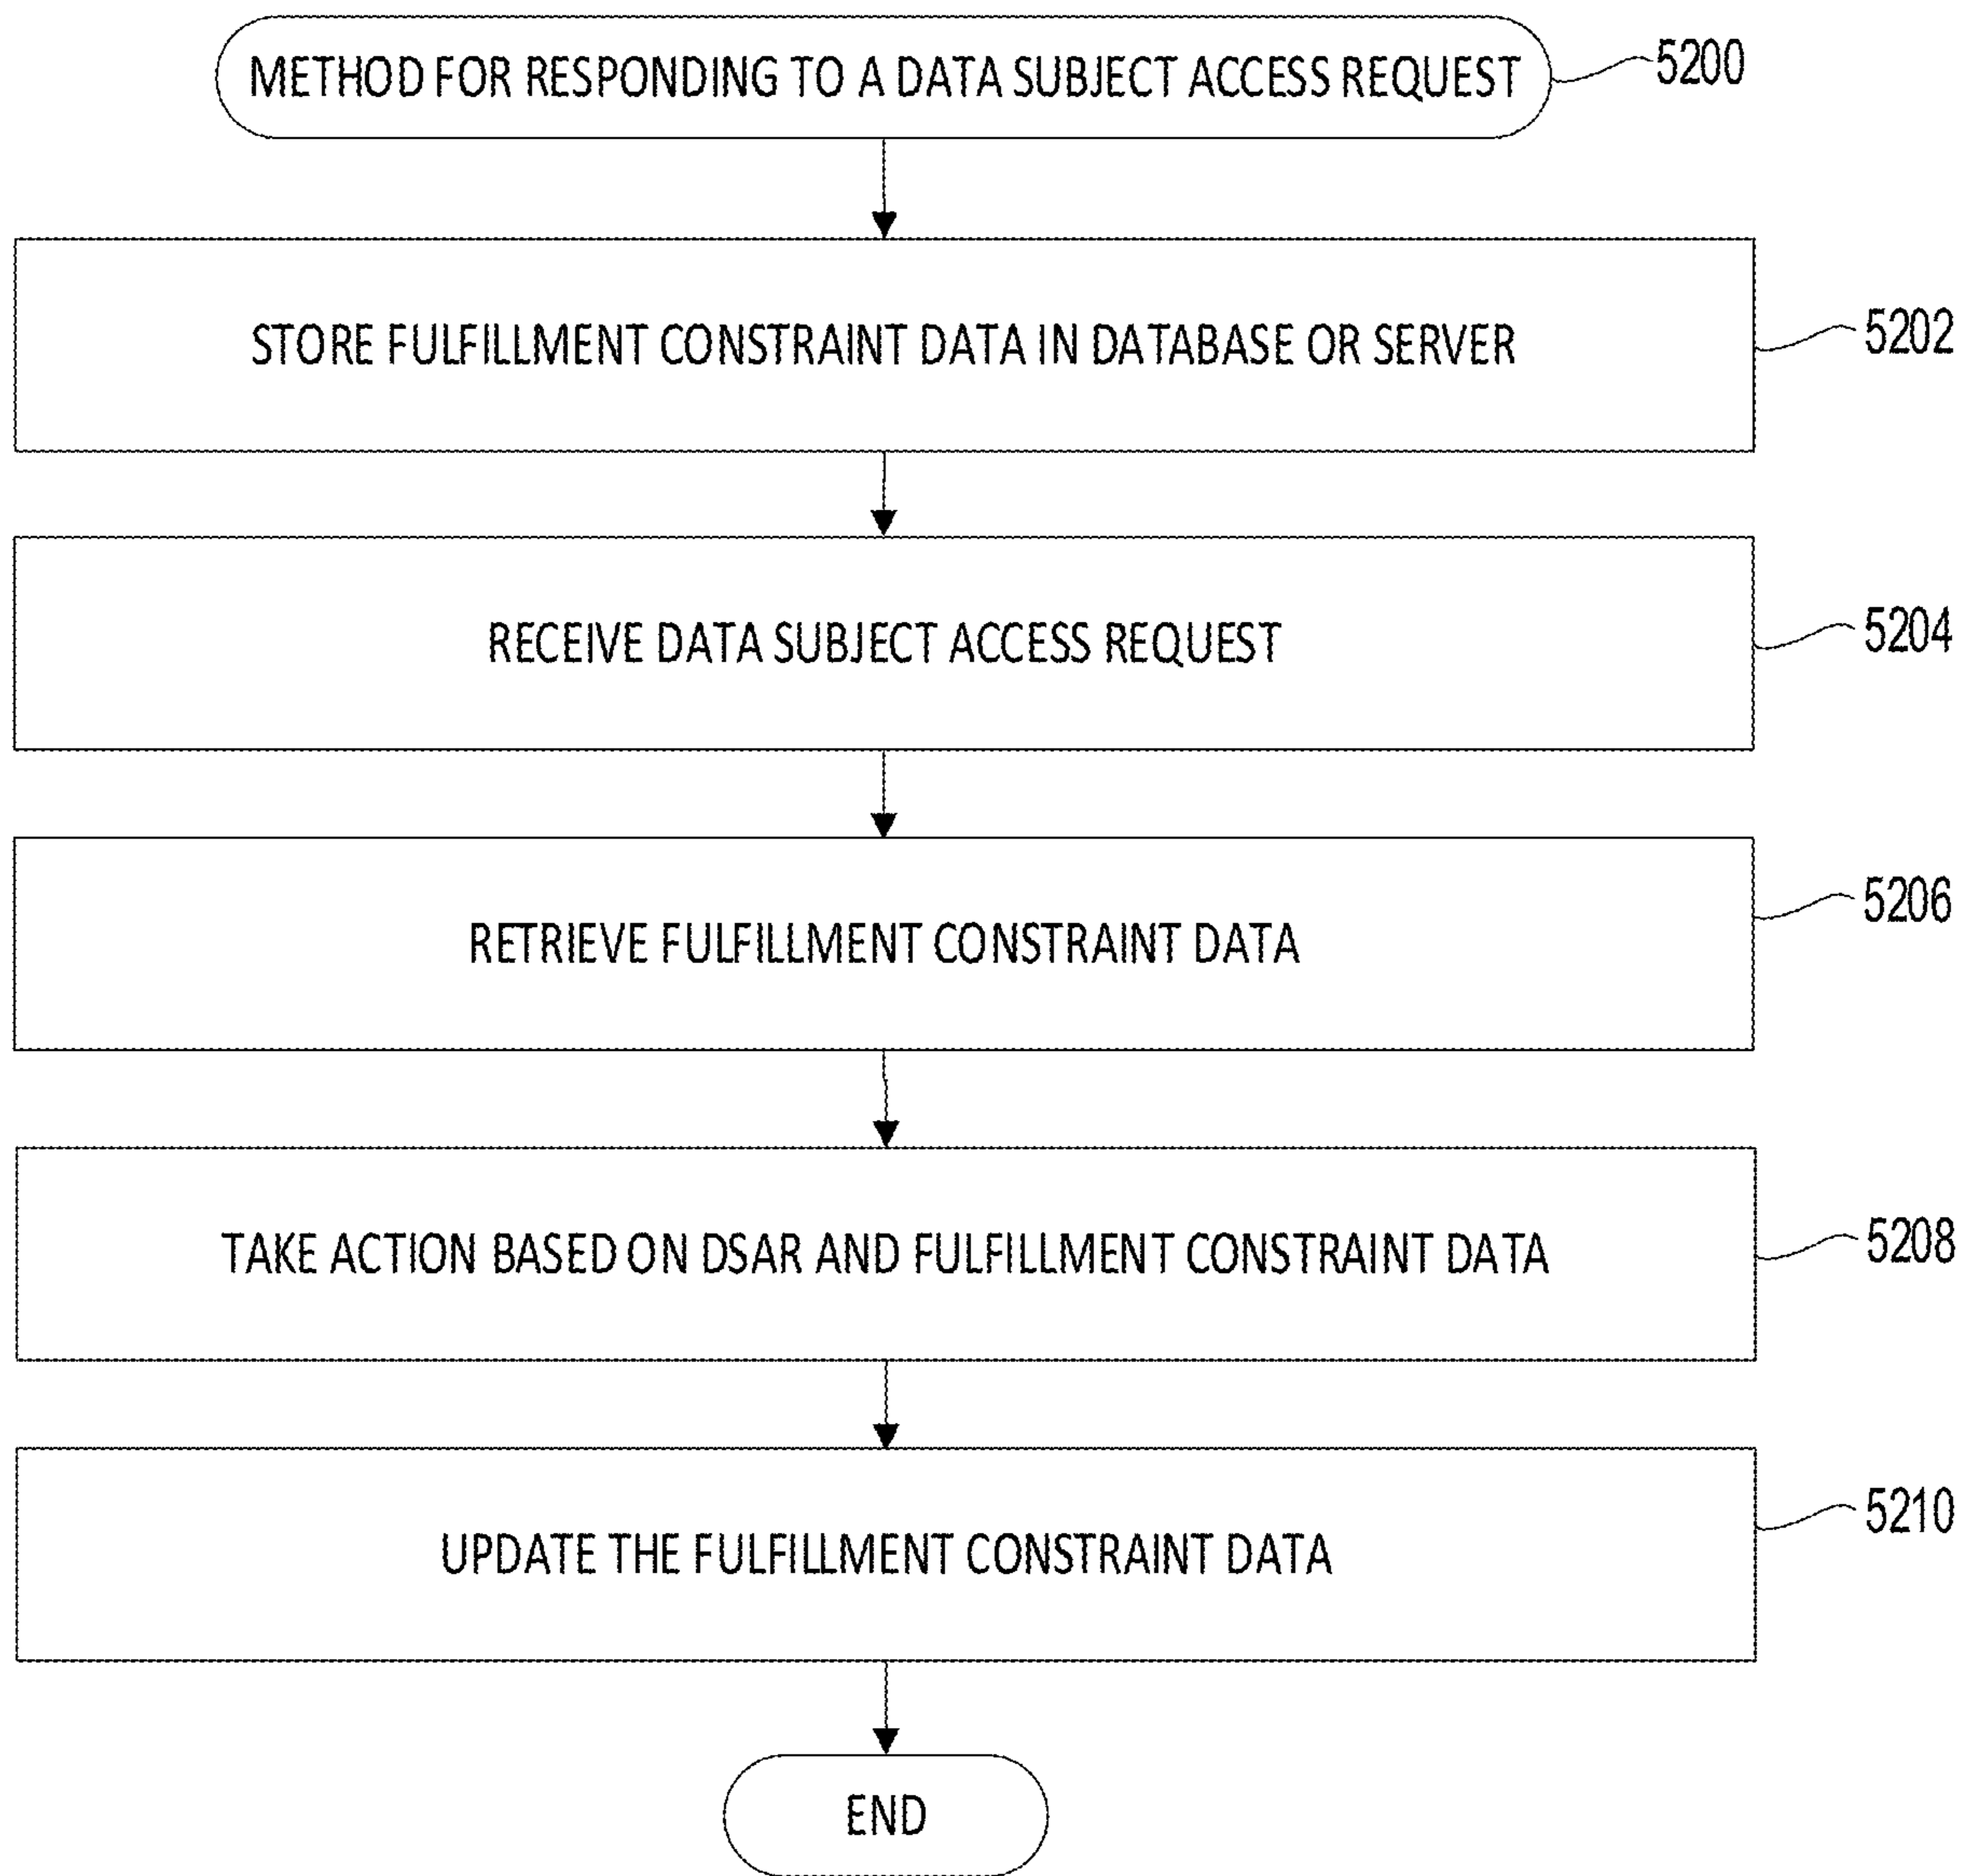 METHOD FOR RESPONDING TO A DATA SUBJECT ACCESS REQUEST
5200
STORE FULFILLMENT CONSTRAINT DATA IN DATABASE OR SERVER
5202
RECEIVE DATA SUBJECT ACCESS REQUEST
5204
RETRIEVE FULFILLMENT CONSTRAINT DATA
5206
TAKE ACTION BASED ON DSAR AND FULFILLMENT CONSTRAINT DATA
5208
UPDATE THE FULFILLMENT CONSTRAINT DATA
5210
END